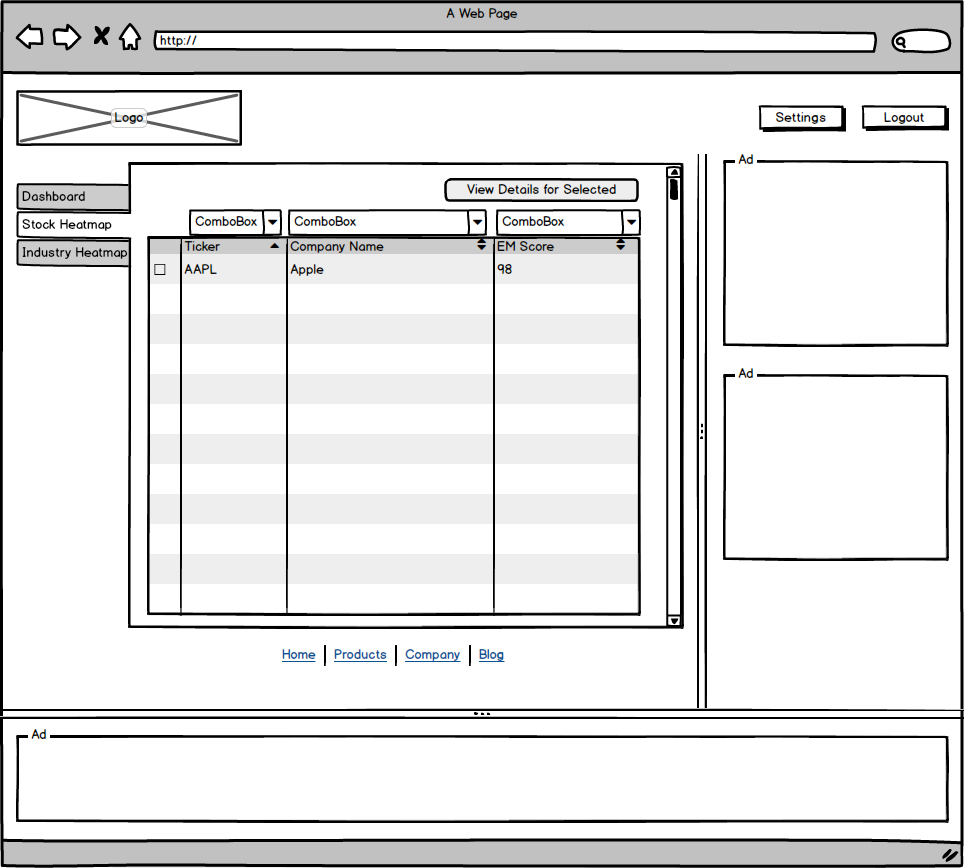 A Web Page
http://
Logo
Settings
Logout
Ad
Dashboard
Stock Heatmap
Industry Heatmap
View Details for Selected
ComboBox ComboBox ComboBox
Ticker Company Name EM Score
AAPL Apple 98
Ad
Home Products Company Blog
Ad